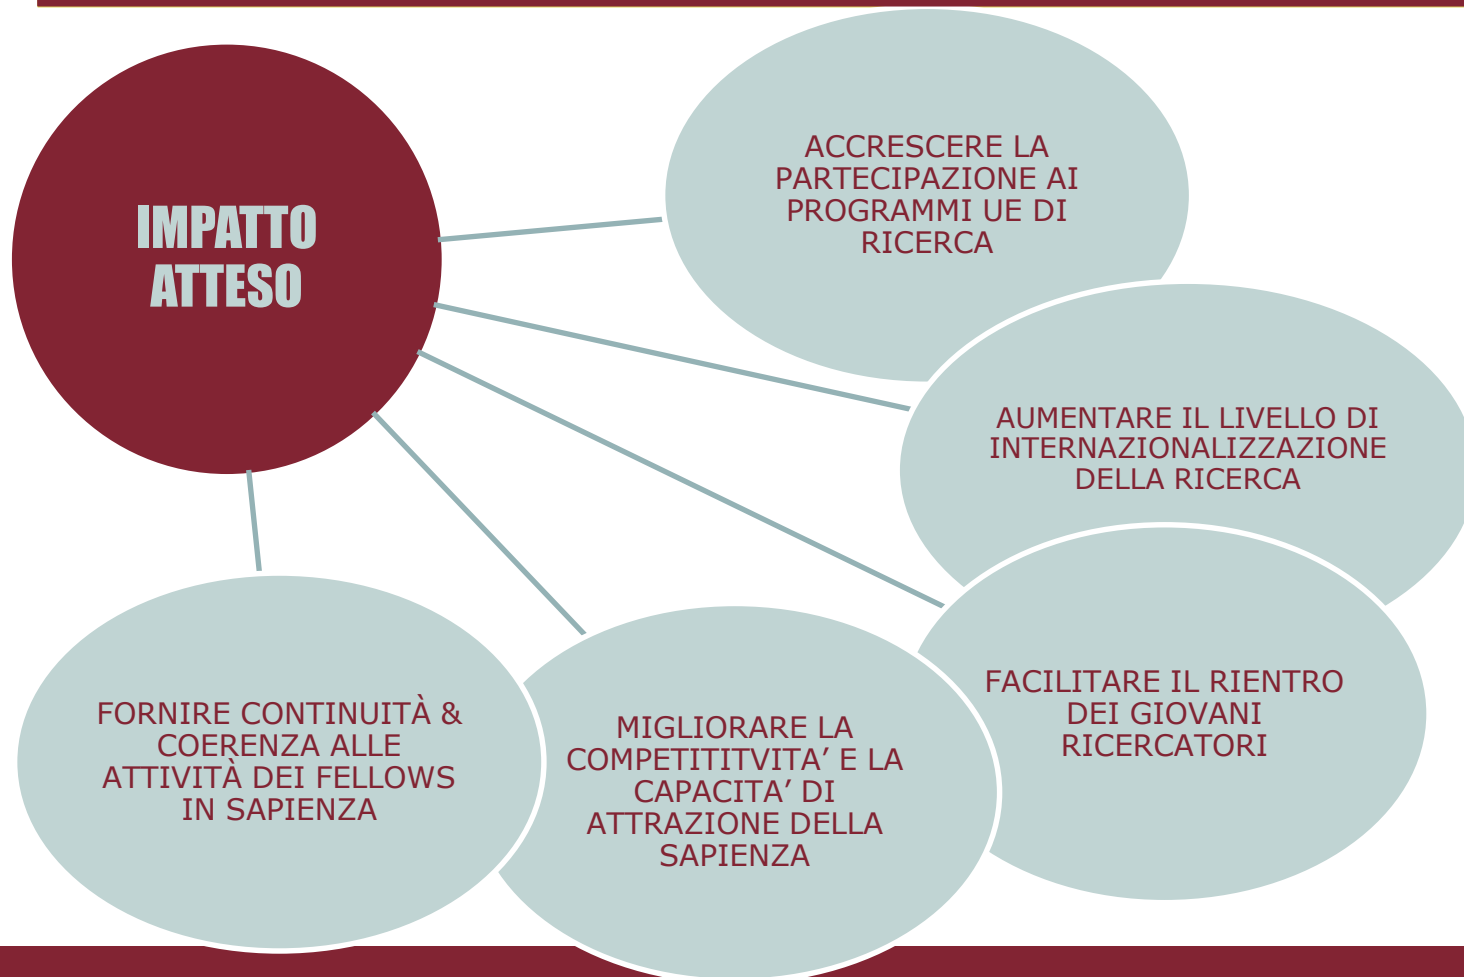 IMPATTO
ATTESO
ACCRESCERE LA
PARTECIPAZIONE AI
PROGRAMMI UE DI
RICERCA
AUMENTARE IL LIVELLO DI
INTERNAZIONALIZZAZIONE
DELLA RICERCA
FACILITARE IL RIENTRO
DEI GIOVANI
RICERCATORI
MIGLIORARE LA
COMPETITITVITA’ E LA
CAPACITA’ DI
ATTRAZIONE DELLA
SAPIENZA
FORNIRE CONTINUITÀ &
COERENZA ALLE
ATTIVITÀ DEI FELLOWS
IN SAPIENZA